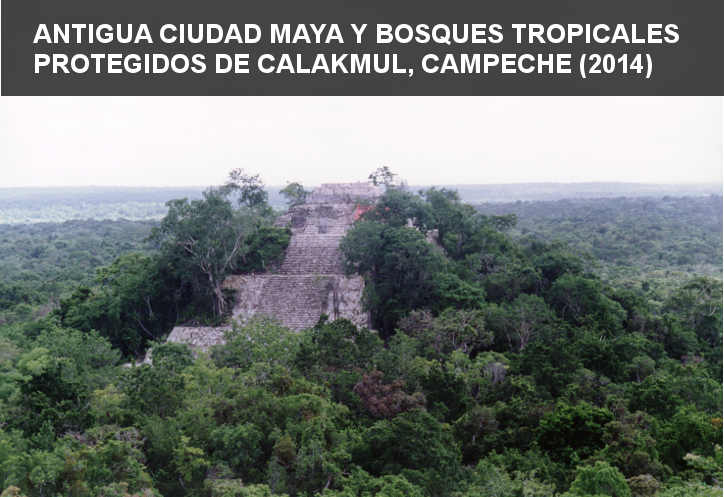 ANTIGUA CIUDAD MAYA Y BOSQUES TROPICALES
PROTEGIDOS DE CALAKMUL, CAMPECHE (2014)